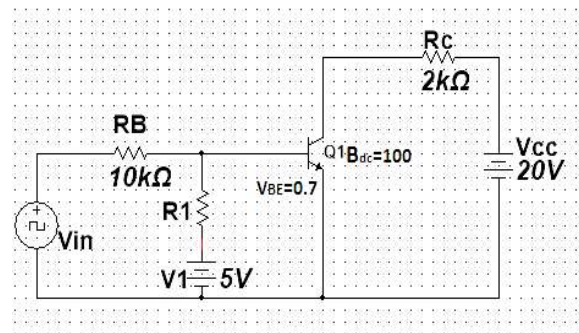 Rc
2kΩ
RB
10kΩ
Q1 Bdc=100
VBE=0.7
Vcc
20V
R1
Vin
V1 5V